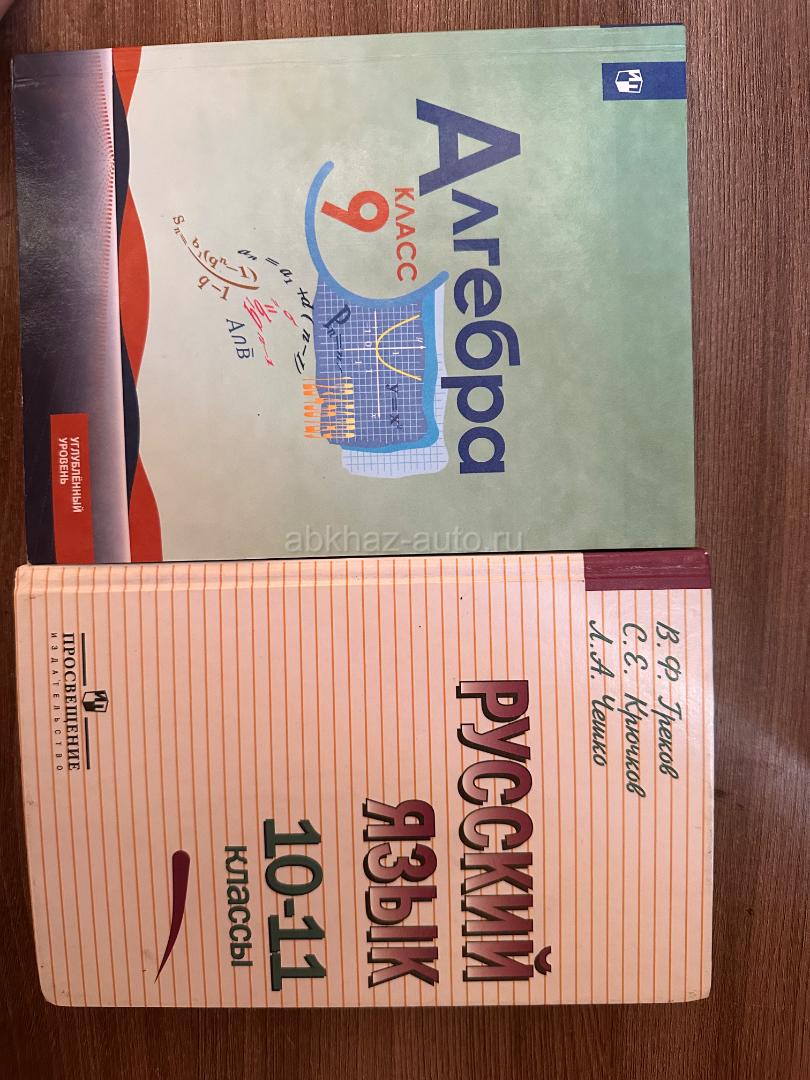 Алгебра
КЛАСС
9
y = x
A∩B̄
УГЛУБЛЁННЫЙ
УРОВЕНЬ
abkhaz-auto.ru
В. Ф. Греков
С. Е. Крючков
Л. А. Чешко
РУССКИЙ
ЯЗЫК
10-11
классы
ПРОСВЕЩЕНИЕ
ИЗДАТЕЛЬСТВО